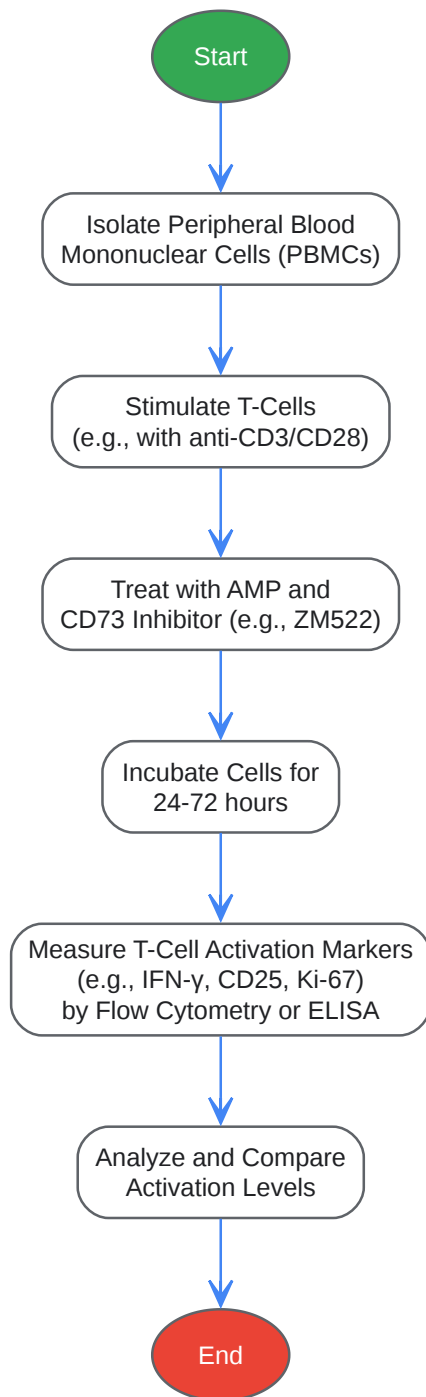 Start
Isolate Peripheral Blood
Mononuclear Cells (PBMCs)
Stimulate T-Cells
(e.g., with anti-CD3/CD28)
Treat with AMP and
CD73 Inhibitor (e.g., ZM522)
Incubate Cells for
24-72 hours
Measure T-Cell Activation Markers
(e.g., IFN-γ, CD25, Ki-67)
by Flow Cytometry or ELISA
Analyze and Compare
Activation Levels
End